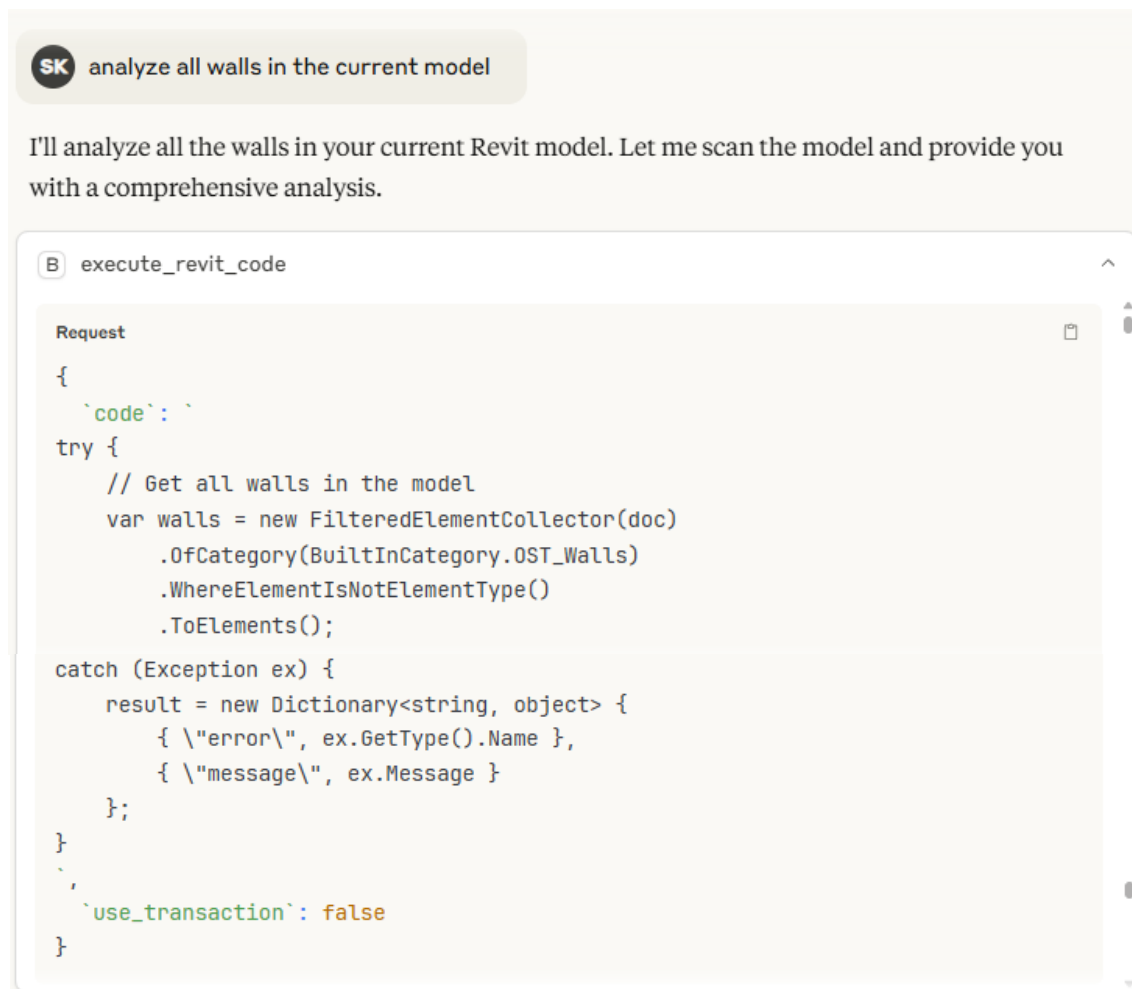 SK analyze all walls in the current model
I'll analyze all the walls in your current Revit model. Let me scan the model and provide you
with a comprehensive analysis.
B execute_revit_code
Request
{
  `code`: `
try {
    // Get all walls in the model
    var walls = new FilteredElementCollector(doc)
        .OfCategory(BuiltInCategory.OST_Walls)
        .WhereElementIsNotElementType()
        .ToElements();
catch (Exception ex) {
    result = new Dictionary<string, object> {
        { \"error\", ex.GetType().Name },
        { \"message\", ex.Message }
    };
}
`,
  `use_transaction`: false
}